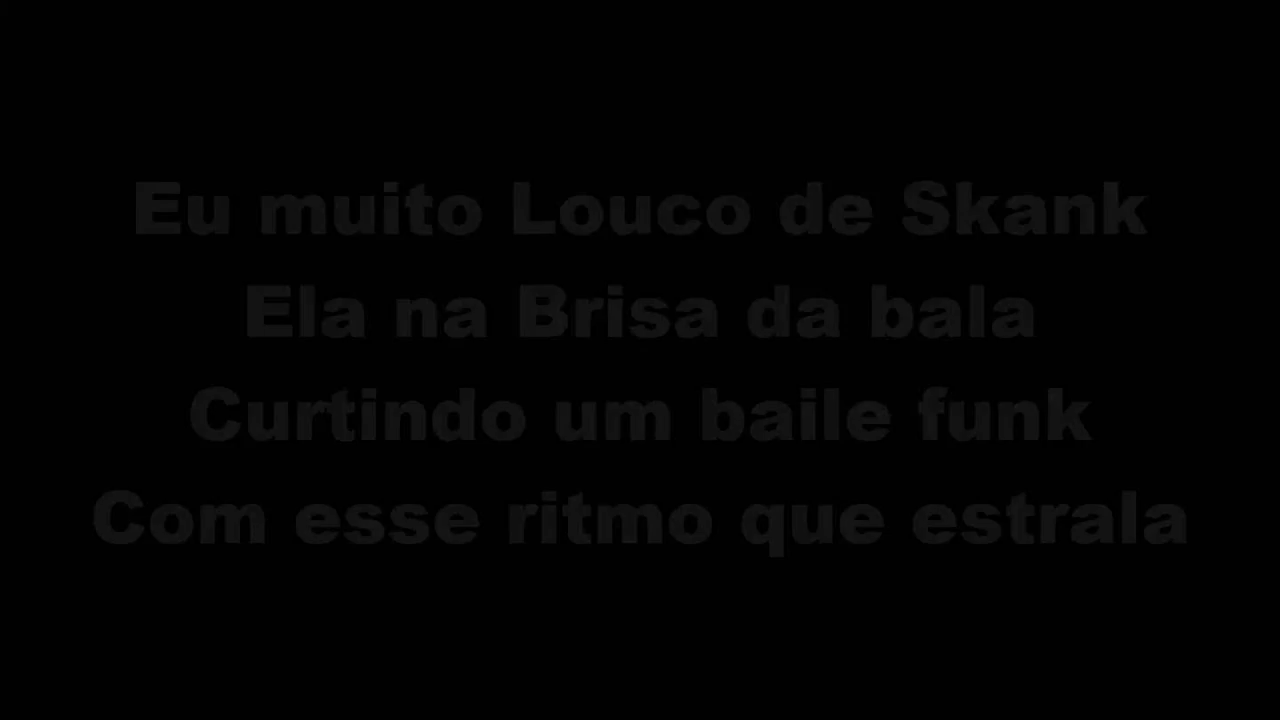 Eu muito Louco de Skank
Ela na Brisa da bala
Curtindo um baile funk
Com esse ritmo que estrala